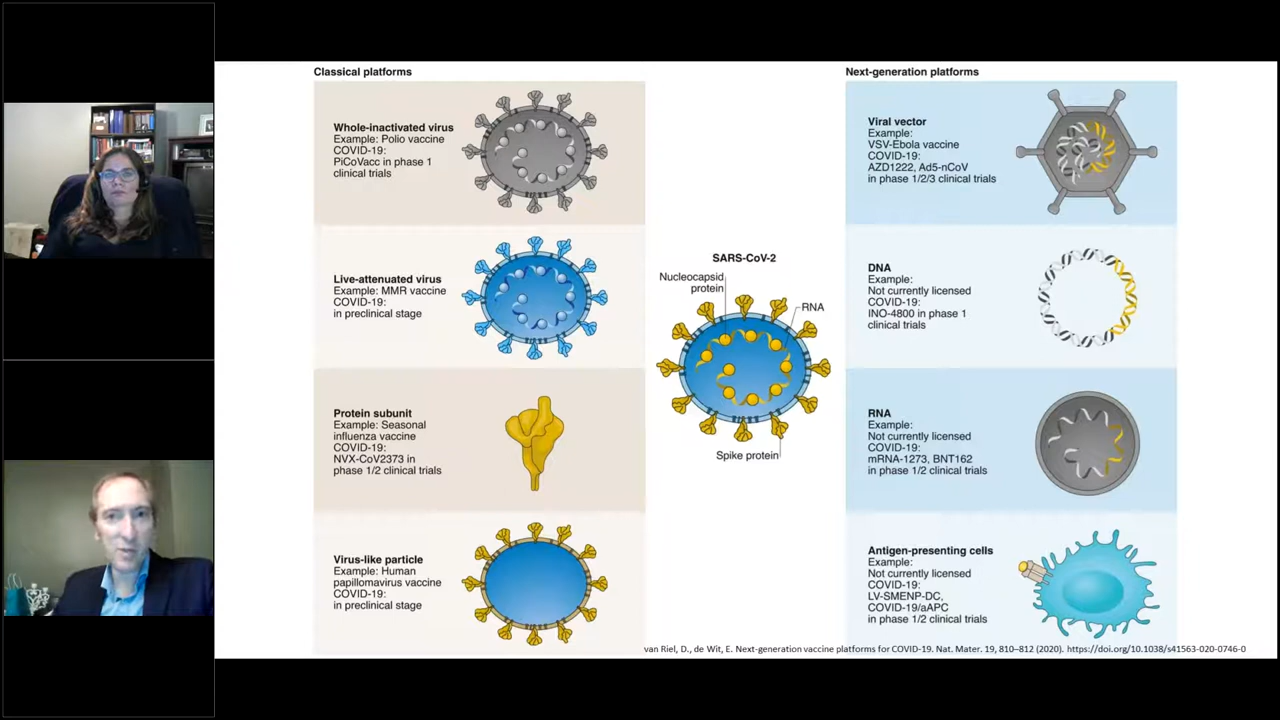 Classical platforms
Whole-inactivated virus
Example: Polio vaccine
COVID-19:
PiCoVacc in phase 1
clinical trials
Live-attenuated virus
Example: MMR vaccine
COVID-19:
in preclinical stage
Protein subunit
Example: Seasonal
influenza vaccine
COVID-19:
NVX-CoV2373 in
phase 1/2 clinical trials
Virus-like particle
Example: Human
papillomavirus vaccine
COVID-19:
in preclinical stage
SARS-CoV-2
Nucleocapsid
protein
RNA
Spike protein
Next-generation platforms
Viral vector
Example:
VSV-Ebola vaccine
COVID-19:
AZD1222, Ad5-nCoV
in phase 1/2/3 clinical trials
DNA
Example:
Not currently licensed
COVID-19:
INO-4800 in phase 1
clinical trials
RNA
Example:
Not currently licensed
COVID-19:
mRNA-1273, BNT162
in phase 1/2 clinical trials
Antigen-presenting cells
Example:
Not currently licensed
COVID-19:
LV-SMENP-DC,
COVID-19/aAPC
in phase 1/2 clinical trials
van Riel, D., de Wit, E. Next-generation vaccine platforms for COVID-19. Nat. Mater. 19, 810–812 (2020). https://doi.org/10.1038/s41563-020-0746-0